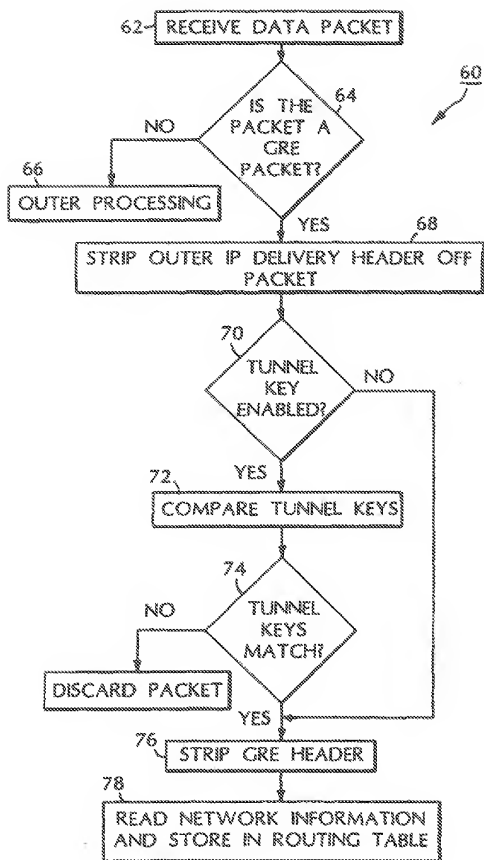 62 RECEIVE DATA PACKET
60
64
IS THE
PACKET A
GRE
PACKET?
NO
66
OUTER PROCESSING
YES
68
STRIP OUTER IP DELIVERY HEADER OFF
PACKET
70
TUNNEL
KEY
ENABLED?
NO
YES
72
COMPARE TUNNEL KEYS
74
TUNNEL
KEYS
MATCH?
NO
DISCARD PACKET
YES
76
STRIP GRE HEADER
78
READ NETWORK INFORMATION
AND STORE IN ROUTING TABLE